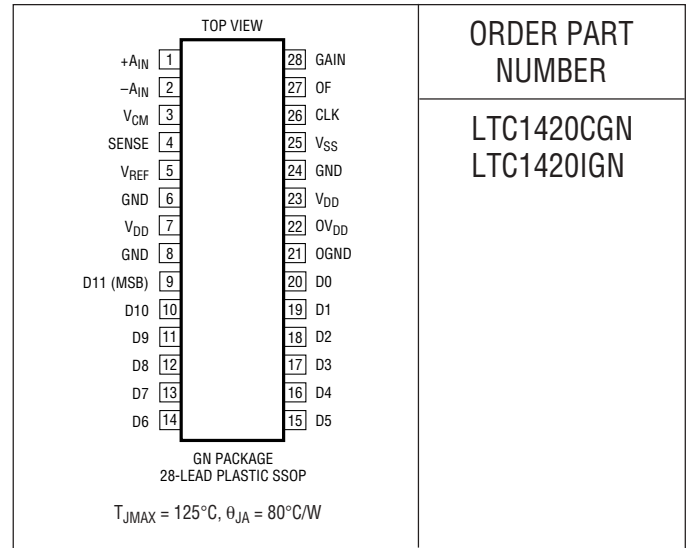 TOP VIEW
+AIN 1
–AIN 2
VCM 3
SENSE 4
VREF 5
GND 6
VDD 7
GND 8
D11 (MSB) 9
D10 10
D9 11
D8 12
D7 13
D6 14
28 GAIN
27 OF
26 CLK
25 VSS
24 GND
23 VDD
22 OVDD
21 OGND
20 D0
19 D1
18 D2
17 D3
16 D4
15 D5
GN PACKAGE
28-LEAD PLASTIC SSOP
TJMAX = 125°C, θJA = 80°C/W
ORDER PART
NUMBER
LTC1420CGN
LTC1420IGN